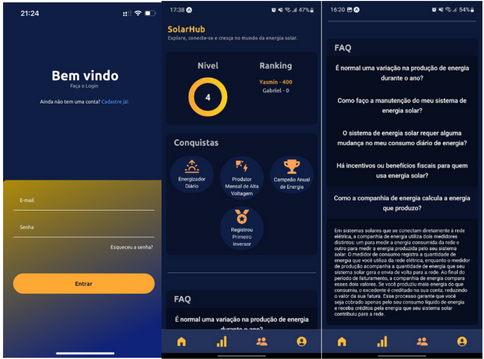 21:24
Bem vindo
Faça o Login
Ainda não tem uma conta? Cadastre já!
E-mail
Senha
Esqueceu a senha?
Entrar
17:38
47%
SolarHub
Explore, conecte-se e cresça no mundo da energia solar.
Nível
4
Ranking
Yasmin - 400
Gabriel - 0
Conquistas
Energizador
Diário
Produtor
Mensal de Alta
Voltagem
Campeão Anual
de Energia
Registrou
Primeiro
Inversor
FAQ
É normal uma variação na produção de energia
durante o ano?
16:20
54%
FAQ
É normal uma variação na produção de energia
durante o ano?
Como faço a manutenção do meu sistema de
energia solar?
O sistema de energia solar requer alguma
mudança no meu consumo diário de energia?
Há incentivos ou benefícios fiscais para quem
usa energia solar?
Como a companhia de energia calcula a energia
que produzo?
Em sistemas solares que se conectam diretamente à rede
elétrica, a companhia de energia utiliza dois medidores
distintos: um para medir a energia consumida da rede e
outro para medir a energia produzida pelo seu sistema
solar. O medidor de consumo registra a quantidade de
energia que você utiliza da rede elétrica, enquanto o medidor
de produção acompanha a quantidade de energia que seu
sistema solar gera e envia de volta para a rede. Ao final do
período de faturamento, a companhia de energia compara
esses dois valores. Se você produziu mais energia do que
consumiu, o excedente é creditado na sua conta, reduzindo
o valor da sua fatura. Esse processo garante que você
seja cobrado apenas pelo seu consumo líquido de energia
e receba créditos pela energia que seu sistema solar
contribuiu para a rede.